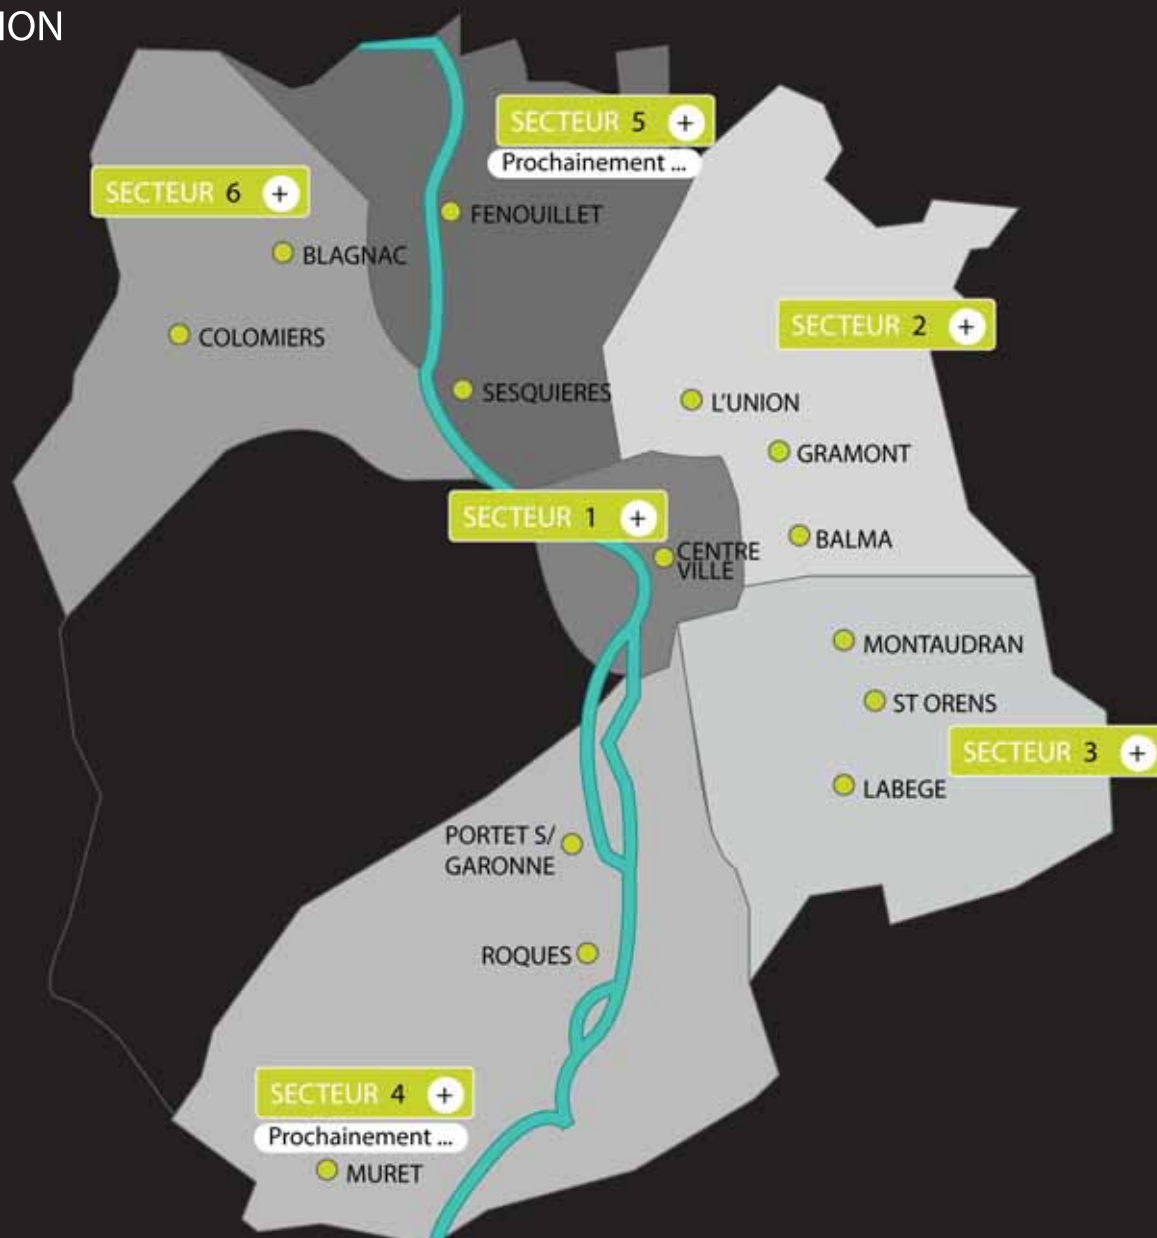 ION
SECTEUR 5 +
Prochainement ...
SECTEUR 6 +
FENOUILLET
BLAGNAC
COLOMIERS
SECTEUR 2 +
SESQUIERES
L'UNION
GRAMONT
SECTEUR 1 +
BALMA
CENTRE
VILLE
MONTAUDRAN
ST ORENS
SECTEUR 3 +
LABEGE
PORTET S/
GARONNE
ROQUES
SECTEUR 4 +
Prochainement ...
MURET